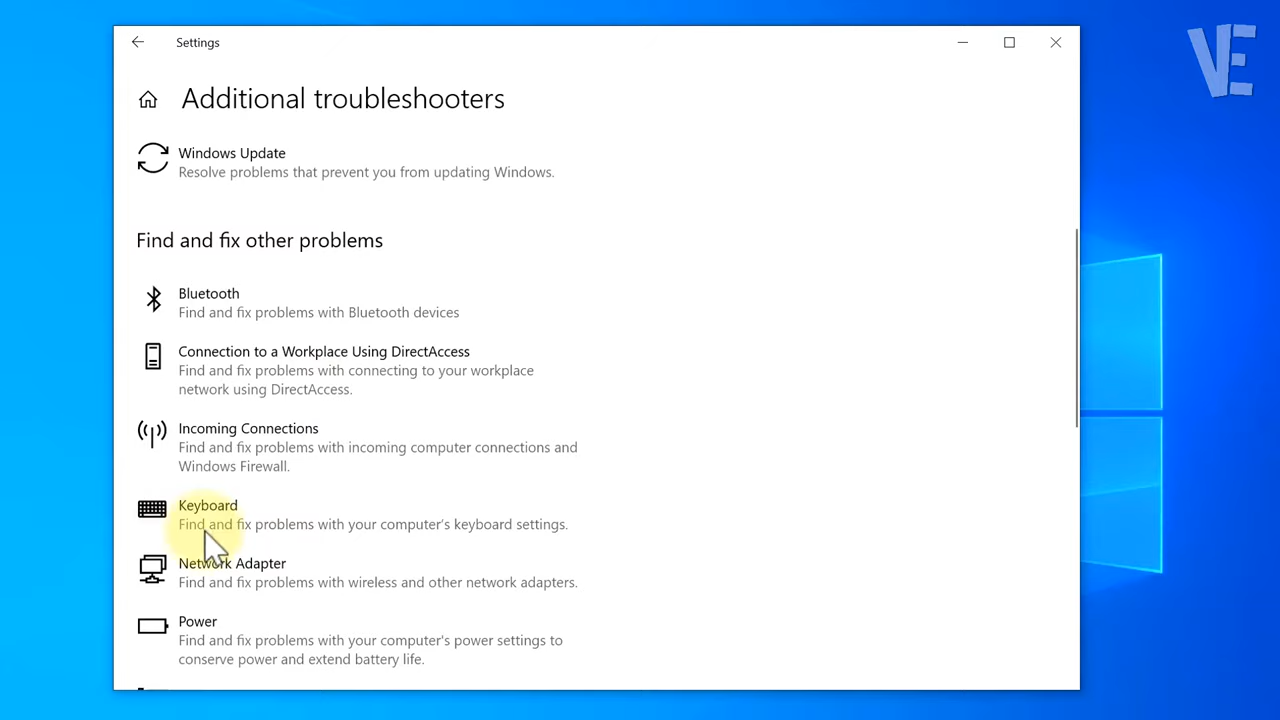 Settings
Additional troubleshooters
Windows Update
Resolve problems that prevent you from updating Windows.
Find and fix other problems
Bluetooth
Find and fix problems with Bluetooth devices
Connection to a Workplace Using DirectAccess
Find and fix problems with connecting to your workplace
network using DirectAccess.
Incoming Connections
Find and fix problems with incoming computer connections and
Windows Firewall.
Keyboard
Find and fix problems with your computer's keyboard settings.
Network Adapter
Find and fix problems with wireless and other network adapters.
Power
Find and fix problems with your computer's power settings to
conserve power and extend battery life.
VE